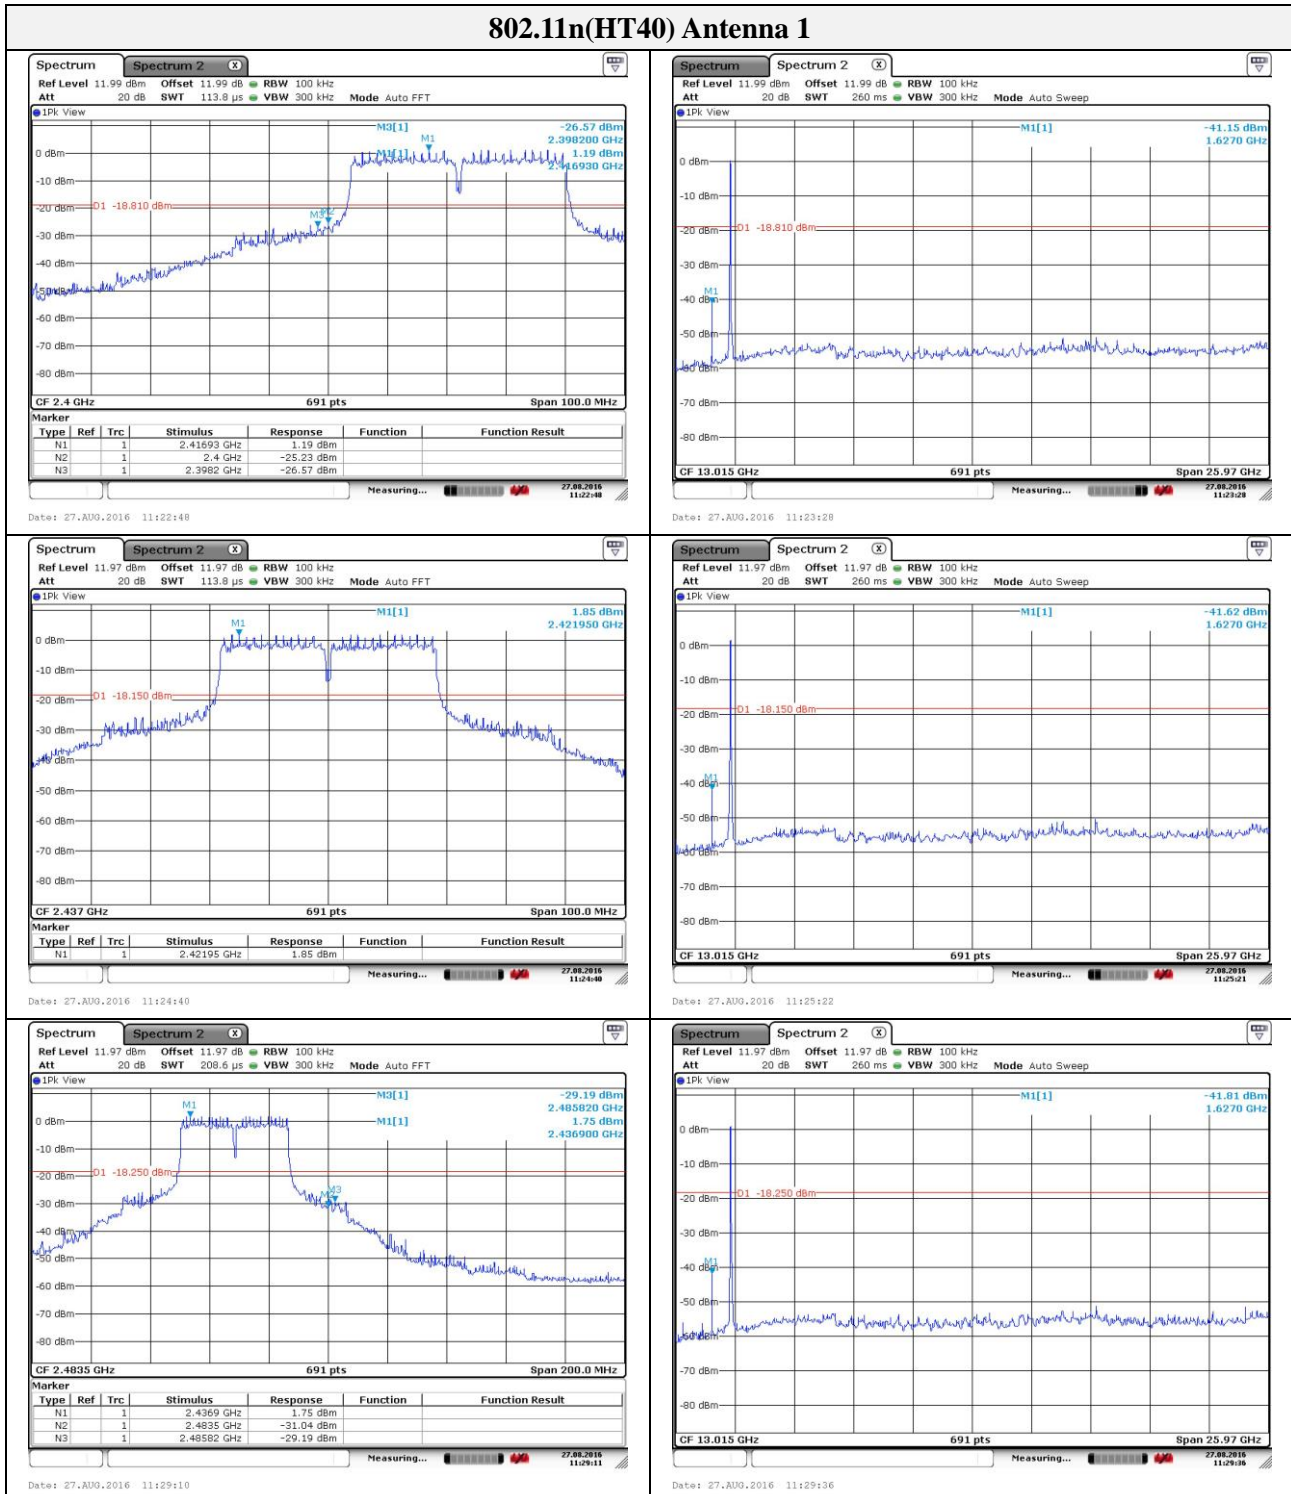 802.11n(HT40) Antenna 1
Spectrum Spectrum 2 X
Ref Level 11.99 dBm Offset 11.99 dB RBW 100 kHz
Att 20 dB SWT 113.8 µs VBW 300 kHz Mode Auto FFT
1Pk View
M3[1] -26.57 dBm
2.398200 GHz
M1
0 dBm M1[1] 1.19 dBm
2.416930 GHz
-10 dBm
-20 dBm D1 -18.810 dBm
M3 M2
-30 dBm
-40 dBm
-50 dBm
-60 dBm
-70 dBm
-80 dBm
CF 2.4 GHz 691 pts Span 100.0 MHz
Marker
Type Ref Trc Stimulus Response Function Function Result
N1 1 2.41693 GHz 1.19 dBm
N2 1 2.4 GHz -25.23 dBm
N3 1 2.3982 GHz -26.57 dBm
Measuring... 27.08.2016
11:22:48
Date: 27.AUG.2016 11:22:48
Spectrum Spectrum 2 X
Ref Level 11.99 dBm Offset 11.99 dB RBW 100 kHz
Att 20 dB SWT 260 ms VBW 300 kHz Mode Auto Sweep
1Pk View
M1[1] -41.15 dBm
1.6270 GHz
0 dBm
-10 dBm
-20 dBm D1 -18.810 dBm
-30 dBm
M1
-40 dBm
-50 dBm
-60 dBm
-70 dBm
-80 dBm
CF 13.015 GHz 691 pts Span 25.97 GHz
Measuring... 27.08.2016
11:23:28
Date: 27.AUG.2016 11:23:28
Spectrum Spectrum 2 X
Ref Level 11.97 dBm Offset 11.97 dB RBW 100 kHz
Att 20 dB SWT 113.8 µs VBW 300 kHz Mode Auto FFT
1Pk View
M1[1] 1.85 dBm
M1 2.421950 GHz
0 dBm
-10 dBm
-20 dBm D1 -18.150 dBm
-30 dBm
-40 dBm
-50 dBm
-60 dBm
-70 dBm
-80 dBm
CF 2.437 GHz 691 pts Span 100.0 MHz
Marker
Type Ref Trc Stimulus Response Function Function Result
N1 1 2.42195 GHz 1.85 dBm
Measuring... 27.08.2016
11:24:40
Date: 27.AUG.2016 11:24:40
Spectrum Spectrum 2 X
Ref Level 11.97 dBm Offset 11.97 dB RBW 100 kHz
Att 20 dB SWT 260 ms VBW 300 kHz Mode Auto Sweep
1Pk View
M1[1] -41.62 dBm
1.6270 GHz
0 dBm
-10 dBm
-20 dBm D1 -18.150 dBm
-30 dBm
M1
-40 dBm
-50 dBm
-60 dBm
-70 dBm
-80 dBm
CF 13.015 GHz 691 pts Span 25.97 GHz
Measuring... 27.08.2016
11:25:21
Date: 27.AUG.2016 11:25:22
Spectrum Spectrum 2 X
Ref Level 11.97 dBm Offset 11.97 dB RBW 100 kHz
Att 20 dB SWT 208.6 µs VBW 300 kHz Mode Auto FFT
1Pk View
M3[1] -29.19 dBm
M1 2.485820 GHz
0 dBm M1[1] 1.75 dBm
2.436900 GHz
-10 dBm
-20 dBm D1 -18.250 dBm
M2 M3
-30 dBm
-40 dBm
-50 dBm
-60 dBm
-70 dBm
-80 dBm
CF 2.4835 GHz 691 pts Span 200.0 MHz
Marker
Type Ref Trc Stimulus Response Function Function Result
N1 1 2.4369 GHz 1.75 dBm
N2 1 2.4835 GHz -31.04 dBm
N3 1 2.48582 GHz -29.19 dBm
Measuring... 27.08.2016
11:29:11
Date: 27.AUG.2016 11:29:10
Spectrum Spectrum 2 X
Ref Level 11.97 dBm Offset 11.97 dB RBW 100 kHz
Att 20 dB SWT 260 ms VBW 300 kHz Mode Auto Sweep
1Pk View
M1[1] -41.81 dBm
1.6270 GHz
0 dBm
-10 dBm
-20 dBm D1 -18.250 dBm
-30 dBm
M1
-40 dBm
-50 dBm
-60 dBm
-70 dBm
-80 dBm
CF 13.015 GHz 691 pts Span 25.97 GHz
Measuring... 27.08.2016
11:29:36
Date: 27.AUG.2016 11:29:36